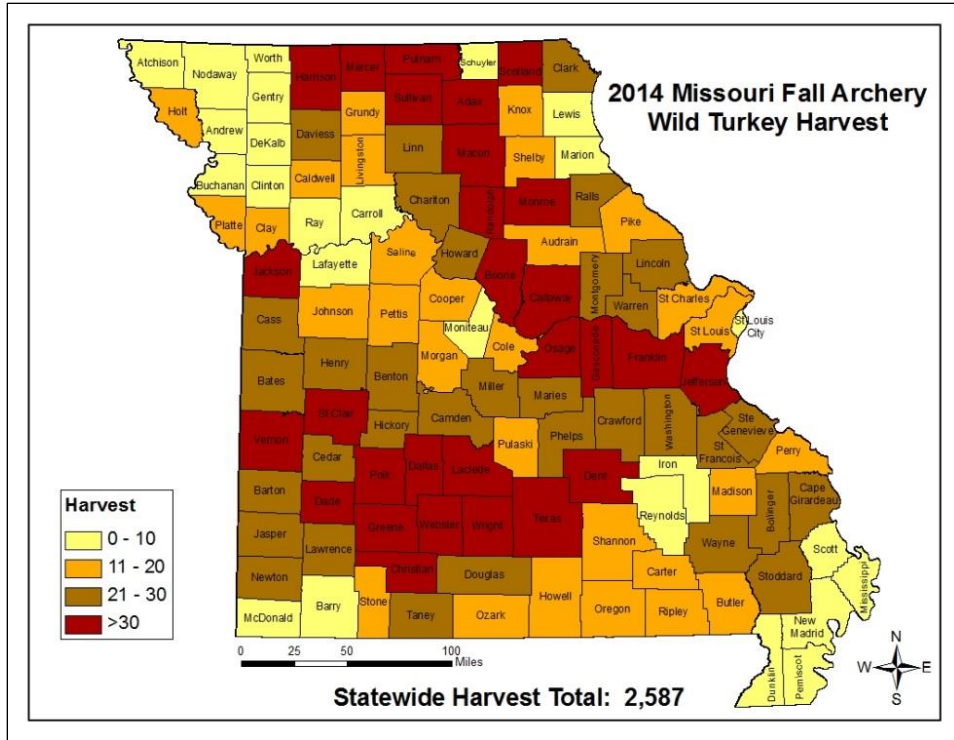 2014 Missouri Fall Archery
Wild Turkey Harvest
Atchison
Nodaway
Worth
Harrison
Mercer
Putnam
Schuyler
Scotland
Clark
Holt
Gentry
Andrew
DeKalb
Daviess
Grundy
Sullivan
Adair
Knox
Lewis
Buchanan
Clinton
Caldwell
Livingston
Linn
Macon
Shelby
Marion
Platte
Clay
Ray
Carroll
Chariton
Randolph
Monroe
Ralls
Pike
Jackson
Lafayette
Saline
Howard
Boone
Audrain
Callaway
Montgomery
Lincoln
Warren
St Charles
St Louis
St Louis
City
Cass
Johnson
Pettis
Cooper
Moniteau
Cole
Osage
Gasconade
Franklin
Jefferson
Bates
Henry
Benton
Morgan
Miller
Maries
Vernon
St Clair
Hickory
Camden
Pulaski
Phelps
Crawford
Washington
St
Francois
Ste
Genevieve
Perry
Barton
Cedar
Polk
Dallas
Laclede
Dent
Iron
Reynolds
Madison
Bollinger
Cape
Girardeau
Jasper
Dade
Greene
Webster
Wright
Texas
Shannon
Wayne
Scott
Mississippi
Newton
Lawrence
Christian
Douglas
Carter
Stoddard
McDonald
Barry
Stone
Taney
Ozark
Howell
Oregon
Ripley
Butler
New
Madrid
Dunklin
Pemiscot
Harvest
0 - 10
11 - 20
21 - 30
>30
0 25 50 100
Miles
N
W E
S
Statewide Harvest Total: 2,587